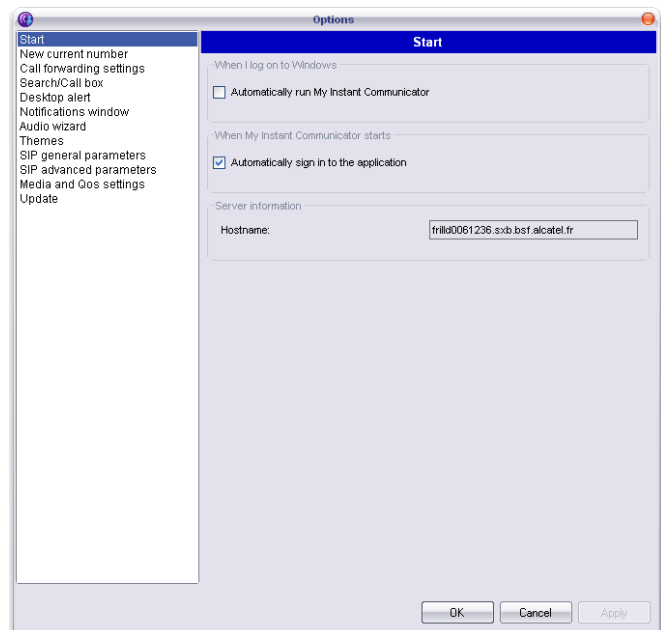 Options
Start
New current number
Call forwarding settings
Search/Call box
Desktop alert
Notifications window
Audio wizard
Themes
SIP general parameters
SIP advanced parameters
Media and Qos settings
Update
Start
When I log on to Windows
Automatically run My Instant Communicator
When My Instant Communicator starts
Automatically sign in to the application
Server information
Hostname: frilld0061236.sxb.bsf.alcatel.fr
OK Cancel Apply